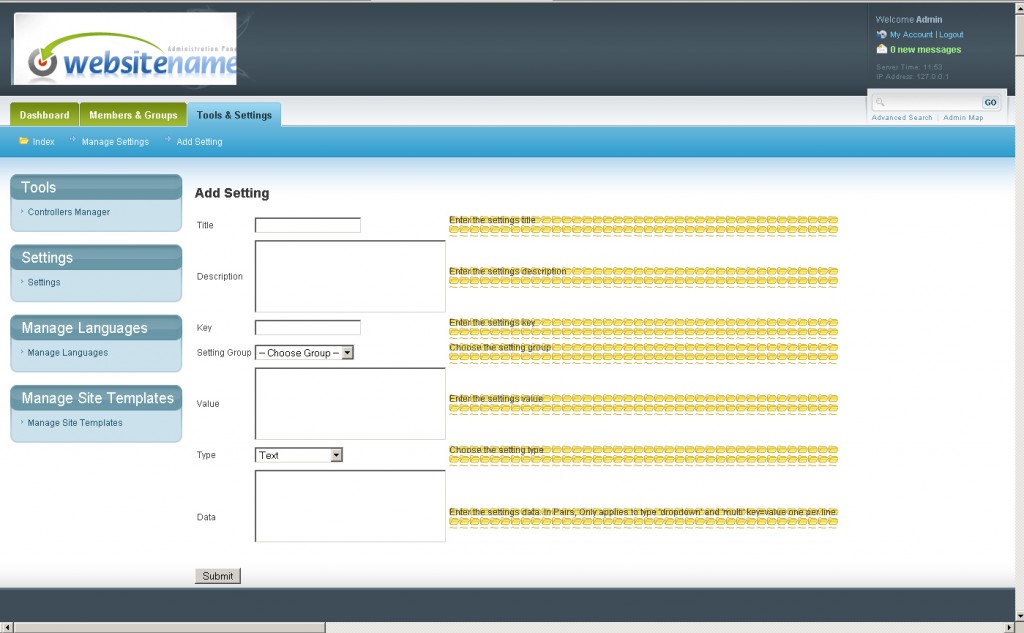 Administration Pane
websitename
Welcome Admin
My Account | Logout
0 new messages
Server Time: 11:53
IP Address: 127.0.0.1
Dashboard
Members & Groups
Tools & Settings
GO
Advanced Search | Admin Map
Index
Manage Settings
Add Setting
Tools
Controllers Manager
Settings
Settings
Manage Languages
Manage Languages
Manage Site Templates
Manage Site Templates
Add Setting
Title
Enter the settings title
Description
Enter the settings description
Key
Enter the settings key
Setting Group
-- Choose Group --
Choose the setting group
Value
Enter the settings value
Type
Text
Choose the setting type
Data
Enter the settings data. In Pairs, Only applies to type 'dropdown' and 'multi' key=value one per line.
Submit